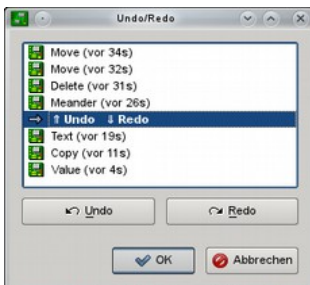 Undo/Redo
Move (vor 34s)
Move (vor 32s)
Delete (vor 31s)
Meander (vor 26s)
⇑ Undo ⇓ Redo
Text (vor 19s)
Copy (vor 11s)
Value (vor 4s)
Undo Redo
OK Abbrechen